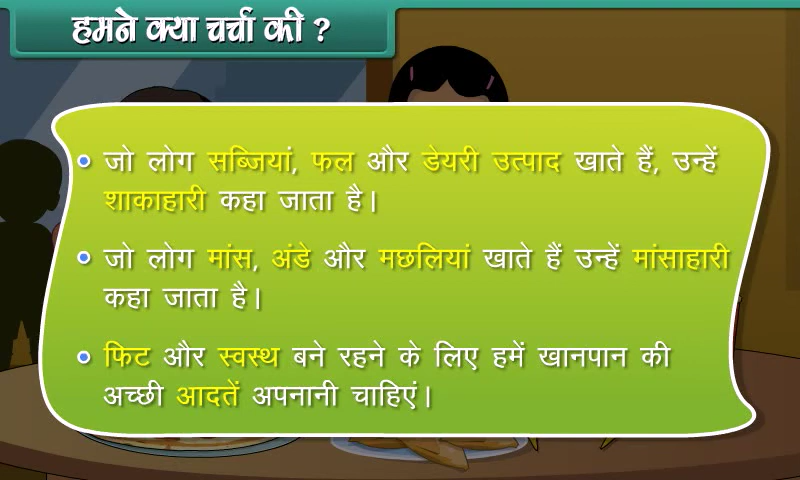 हमने क्या चर्चा की ?
जो लोग सब्जियां, फल और डेयरी उत्पाद खाते हैं, उन्हें
शाकाहारी कहा जाता है।
जो लोग मांस, अंडे और मछलियां खाते हैं उन्हें मांसाहारी
कहा जाता है।
फिट और स्वस्थ बने रहने के लिए हमें खानपान की
अच्छी आदतें अपनानी चाहिएं।